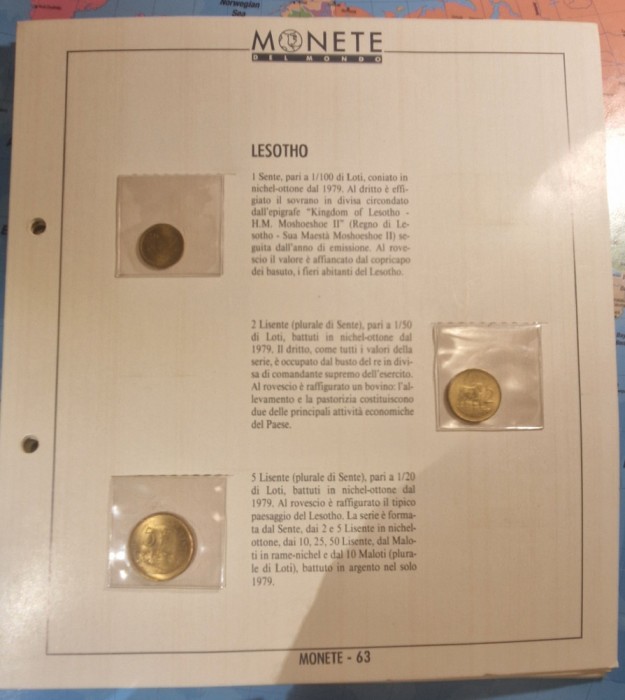 Norwegian
Sea
MONETE
DEL MONDO
LESOTHO
1 Sente, pari a 1/100 di Loti, coniato in
nichel-ottone dal 1979. Al dritto è effi-
giato il sovrano in divisa circondato
dall'epigrafe "Kingdom of Lesotho -
H.M. Moshoeshoe II" (Regno di Le-
sotho - Sua Maestà Moshoeshoe II) se-
guita dall'anno di emissione. Al rove-
scio il valore è affiancato dal copricapo
dei basuto, i fieri abitanti del Lesotho.
2 Lisente (plurale di Sente), pari a 1/50
di Loti, battuti in nichel-ottone dal
1979. Il dritto, come tutti i valori della
serie, è occupato dal busto del re in divi-
sa di comandante supremo dell'esercito.
Al rovescio è raffigurato un bovino: l'al-
levamento e la pastorizia costituiscono
due delle principali attività economiche
del Paese.
5 Lisente (plurale di Sente), pari a 1/20
di Loti, battuti in nichel-ottone dal
1979. Al rovescio è raffigurato il tipico
paesaggio del Lesotho. La serie è forma-
ta dal Sente, dai 2 e 5 Lisente in nichel-
ottone, dai 10, 25, 50 Lisente, dal Malo-
ti in rame-nichel e dal 10 Maloti (plura-
le di Loti), battuto in argento nel solo
1979.
MONETE - 63